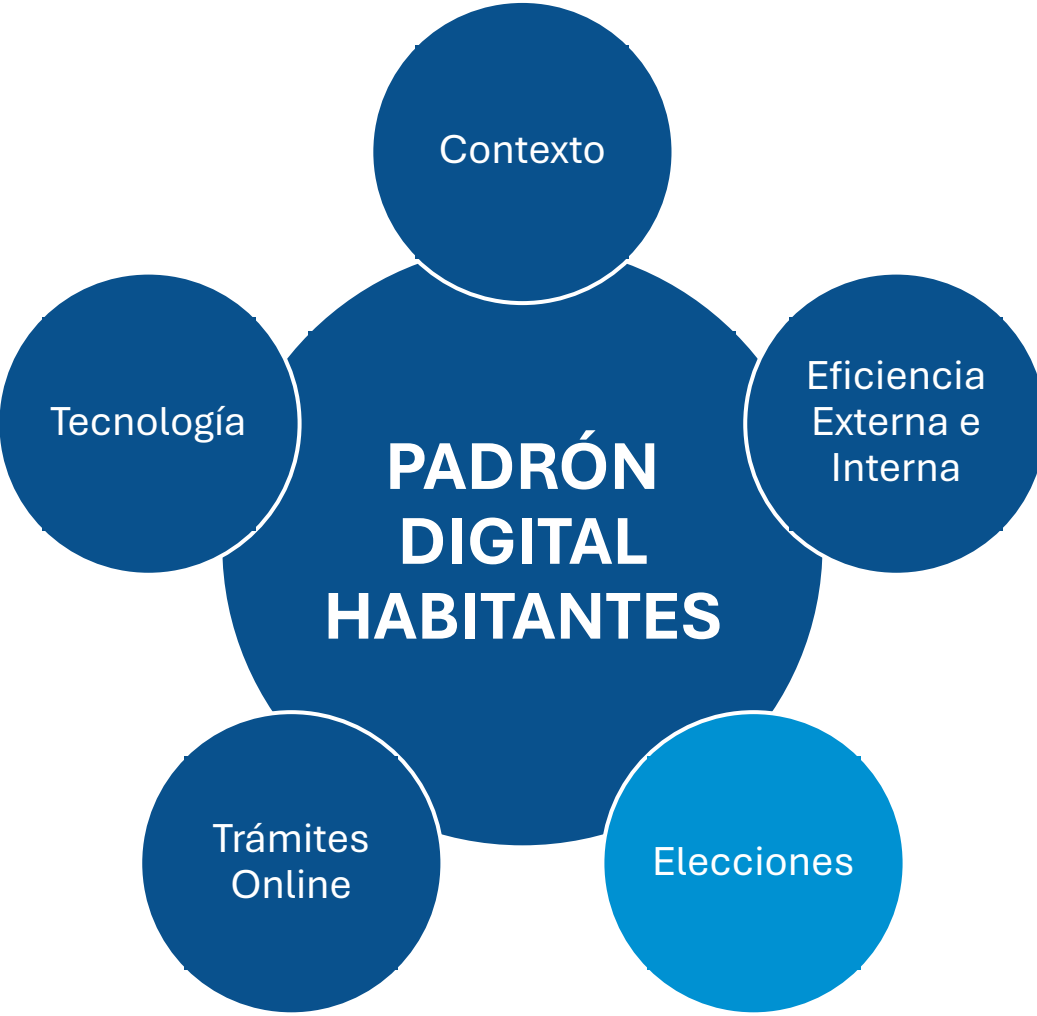 Contexto
Eficiencia
Externa e
Interna
Tecnología
PADRÓN
DIGITAL
HABITANTES
Trámites
Online
Elecciones